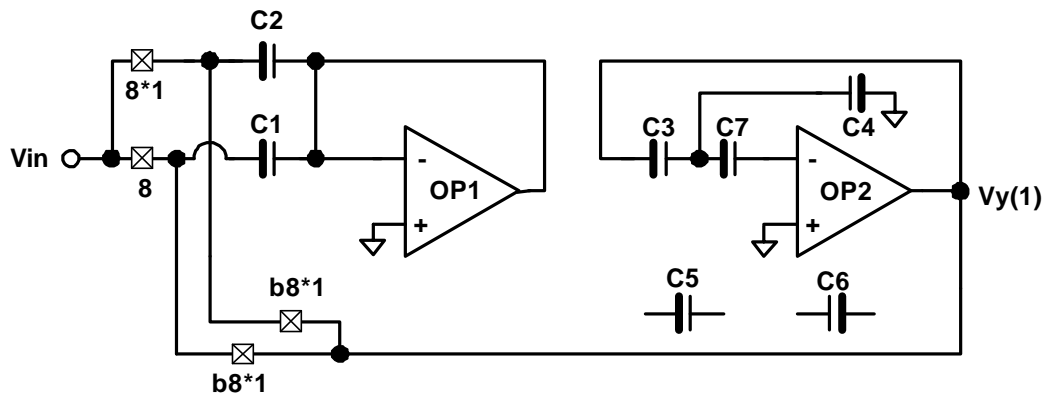 C2
8*1
C1
C3
C7
C4
Vin
8
-
OP1
+
-
OP2
+
Vy(1)
b8*1
C5
C6
b8*1